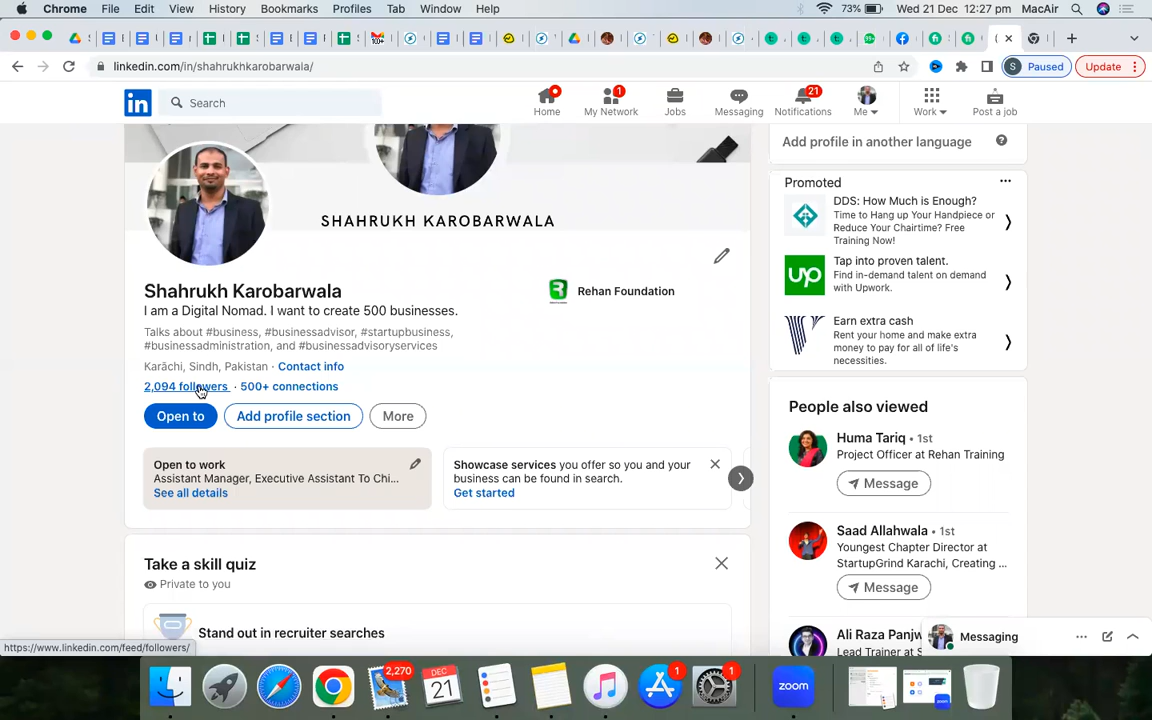 Chrome File Edit View History Bookmarks Profiles Tab Window Help 73% Wed 21 Dec 12:27 pm MacAir
linkedin.com/in/shahrukhkarobarwala/ S Paused Update
in Search Home My Network 1 Jobs Messaging Notifications 21 Me Work Post a job
SHAHRUKH KAROBARWALA
Shahrukh Karobarwala
I am a Digital Nomad. I want to create 500 businesses.
Rehan Foundation
Talks about #business, #businessadvisor, #startupbusiness,
#businessadministration, and #businessadvisoryservices
Karāchi, Sindh, Pakistan · Contact info
2,094 followers · 500+ connections
Open to Add profile section More
Open to work
Assistant Manager, Executive Assistant To Chi...
See all details
Showcase services you offer so you and your
business can be found in search.
Get started
Take a skill quiz
Private to you
Stand out in recruiter searches
Add profile in another language
Promoted
DDS: How Much is Enough?
Time to Hang up Your Handpiece or
Reduce Your Chairtime? Free
Training Now!
up
Tap into proven talent.
Find in-demand talent on demand
with Upwork.
Earn extra cash
Rent your home and make extra
money to pay for all of life's
necessities.
People also viewed
Huma Tariq • 1st
Project Officer at Rehan Training
Message
Saad Allahwala • 1st
Youngest Chapter Director at
StartupGrind Karachi, Creating ...
Message
Ali Raza Panjw
Lead Trainer at S
Messaging
https://www.linkedin.com/feed/followers/
2,270 DEC 21 1 1 zoom